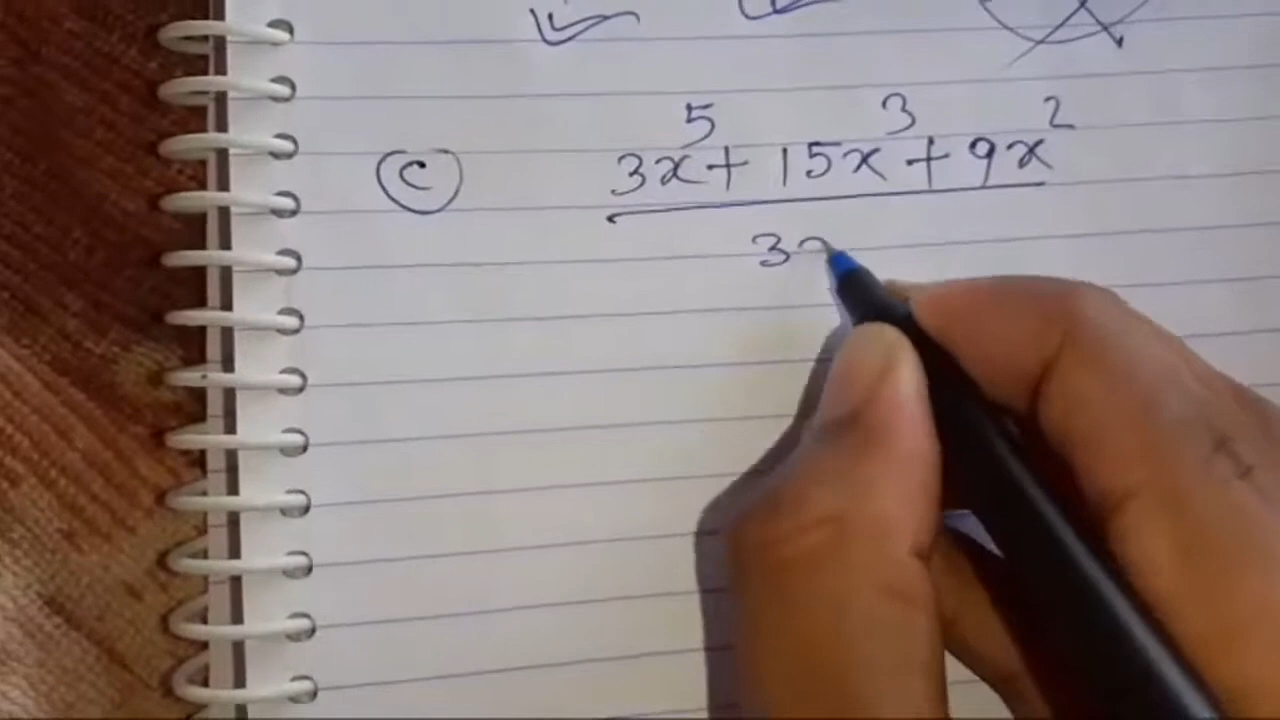 Ⓒ 3x⁵ + 15x³ + 9x²
3